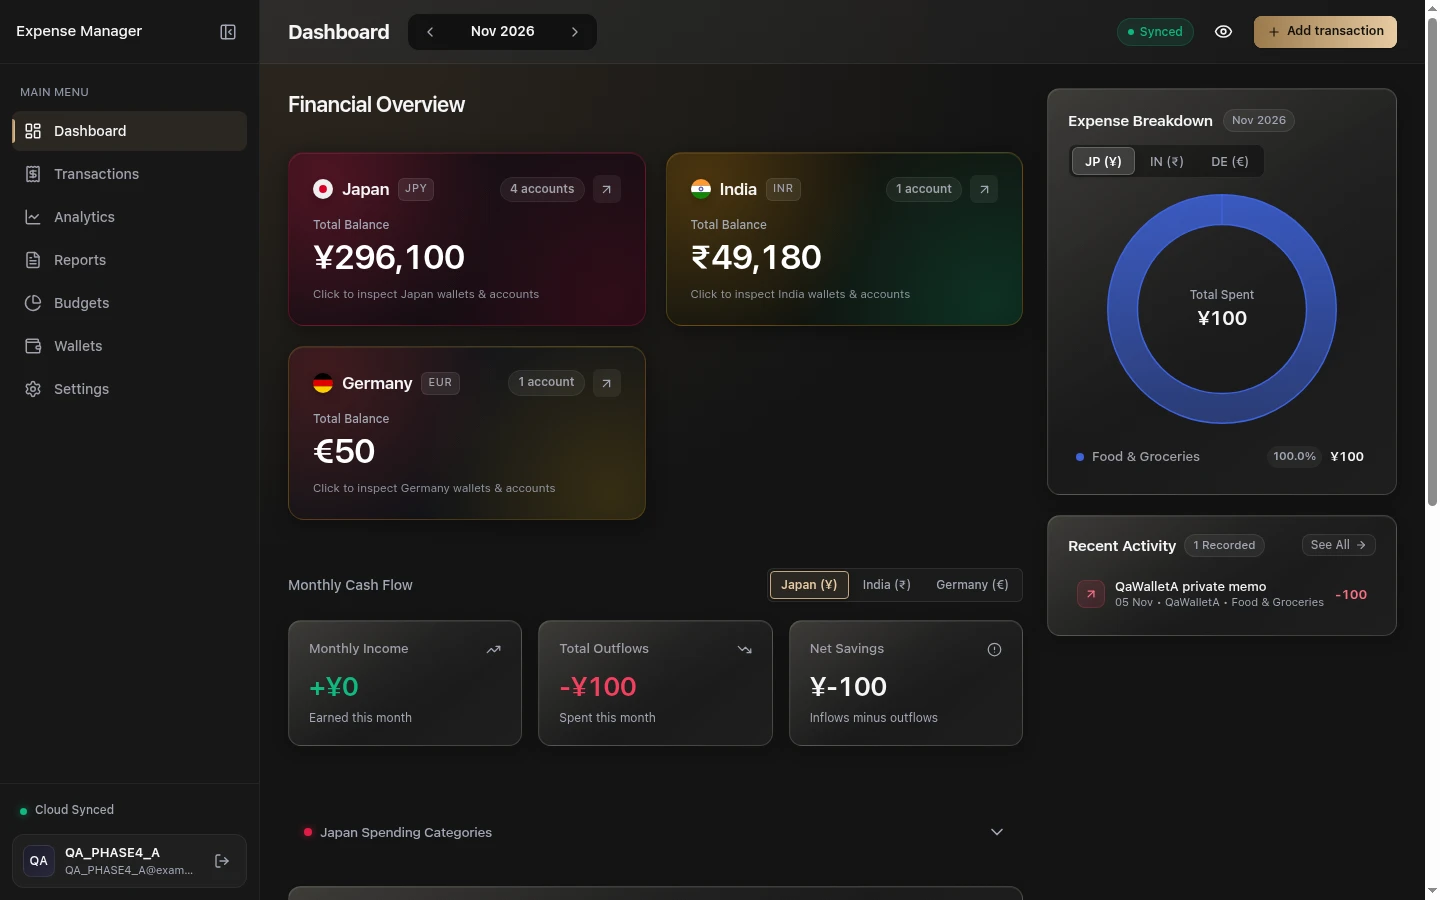 Expense Manager
MAIN MENU
Dashboard
Transactions
Analytics
Reports
Budgets
Wallets
Settings
Cloud Synced
QA
QA_PHASE4_A
QA_PHASE4_A@exam...
Dashboard
Nov 2026
Synced
Add transaction
Financial Overview
Japan JPY 4 accounts
Total Balance
¥296,100
Click to inspect Japan wallets & accounts
India INR 1 account
Total Balance
₹49,180
Click to inspect India wallets & accounts
Germany EUR 1 account
Total Balance
€50
Click to inspect Germany wallets & accounts
Monthly Cash Flow
Japan (¥) India (₹) Germany (€)
Monthly Income
+¥0
Earned this month
Total Outflows
-¥100
Spent this month
Net Savings
¥-100
Inflows minus outflows
Japan Spending Categories
Expense Breakdown Nov 2026
JP (¥) IN (₹) DE (€)
Total Spent
¥100
Food & Groceries 100.0% ¥100
Recent Activity 1 Recorded See All →
QaWalletA private memo
05 Nov • QaWalletA • Food & Groceries
-100